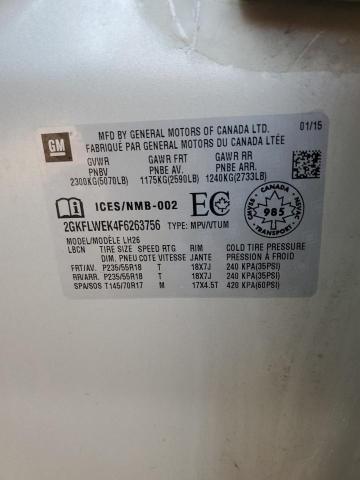 GM
MFD BY GENERAL MOTORS OF CANADA LTD. 01/15
FABRIQUÉ PAR GENERAL MOTORS DU CANADA LTÉE
GVWR GAWR FRT GAWR RR
PNBV PNBE AV. PNBE ARR.
2300KG(5070LB) 1175KG(2590LB) 1240KG(2733LB)
i ICES/NMB-002 EC
CANADA
CMVSS 985 NSVAC
TRANSPORT
2GKFLWEK4F6263756 TYPE: MPV/VTUM
MODEL/MODÈLE LH26
LBCN TIRE SIZE SPEED RTG RIM COLD TIRE PRESSURE
DIM. PNEU COTE VITESSE JANTE PRESSION À FROID
FRT/AV. P235/55R18 T 18X7J 240 KPA(35PSI)
RR/ARR. P235/55R18 T 18X7J 240 KPA(35PSI)
SPA/SOS T145/70R17 M 17X4.5T 420 KPA(60PSI)